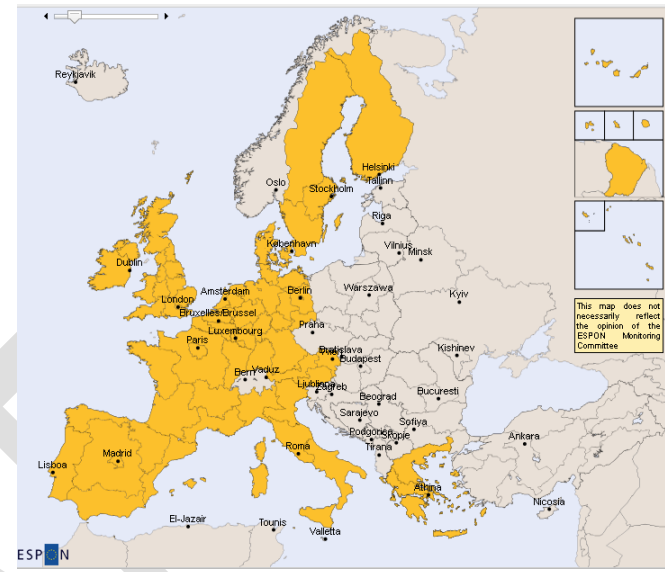 Reykjavik
Helsinki
Tallinn
Oslo
Stockholm
Riga
København
Vilnius
Minsk
Dublin
Amsterdam
Berlin
Warszawa
London
Kyiv
Bruxelles/Brüssel
Luxembourg
Praha
Paris
Bratislava
Wien
Budapest
Kishinev
Bern
Vaduz
Ljubljana
Zagreb
Beograd
Bucuresti
Sarajevo
Sofiya
Podgorica
Skopje
Ankara
Roma
Tirana
Madrid
Lisboa
Athina
Nicosia
El-Jazair
Tounis
Valletta
This map does not
necessarily reflect
the opinion of the
ESPON Monitoring
Committee
ESPON